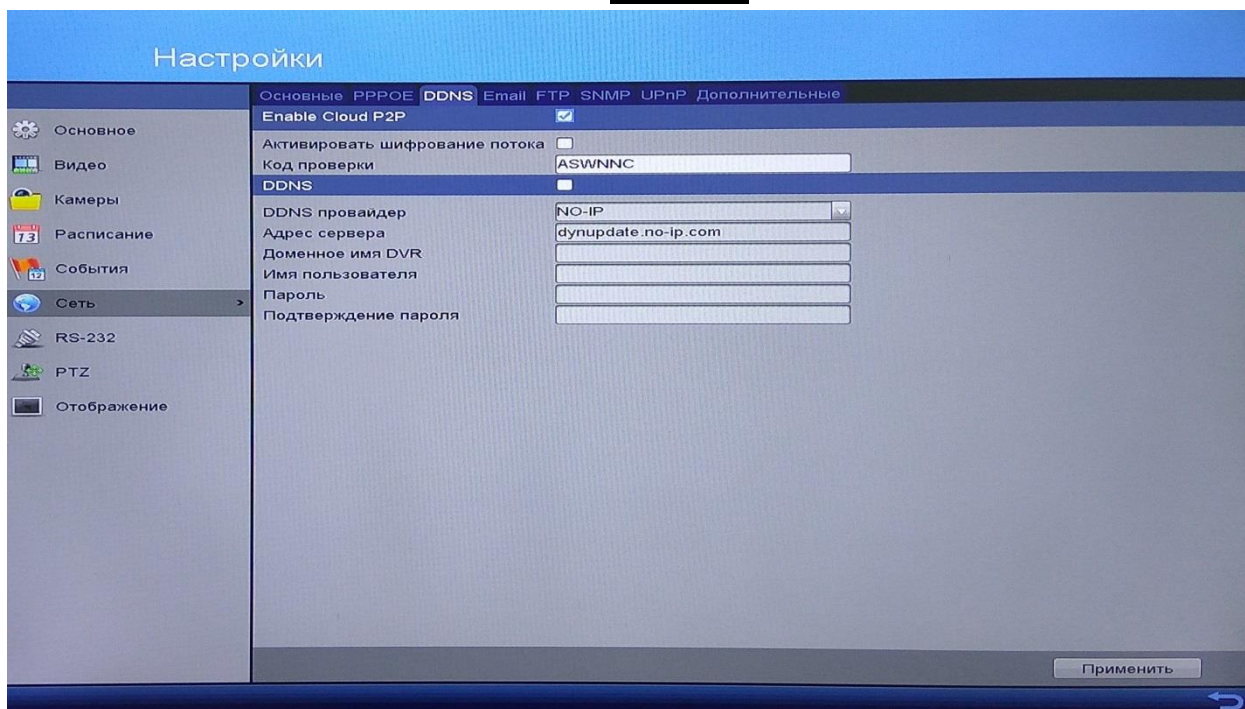 Настройки
Основные PPPOE DDNS Email FTP SNMP UPnP Дополнительные
Enable Cloud P2P
Активировать шифрование потока
Код проверки ASWNNC
DDNS
DDNS провайдер NO-IP
Адрес сервера dynupdate.no-ip.com
Доменное имя DVR
Имя пользователя
Пароль
Подтверждение пароля
Основное
Видео
Камеры
13 Расписание
12 События
Сеть >
RS-232
PTZ
Отображение
Применить